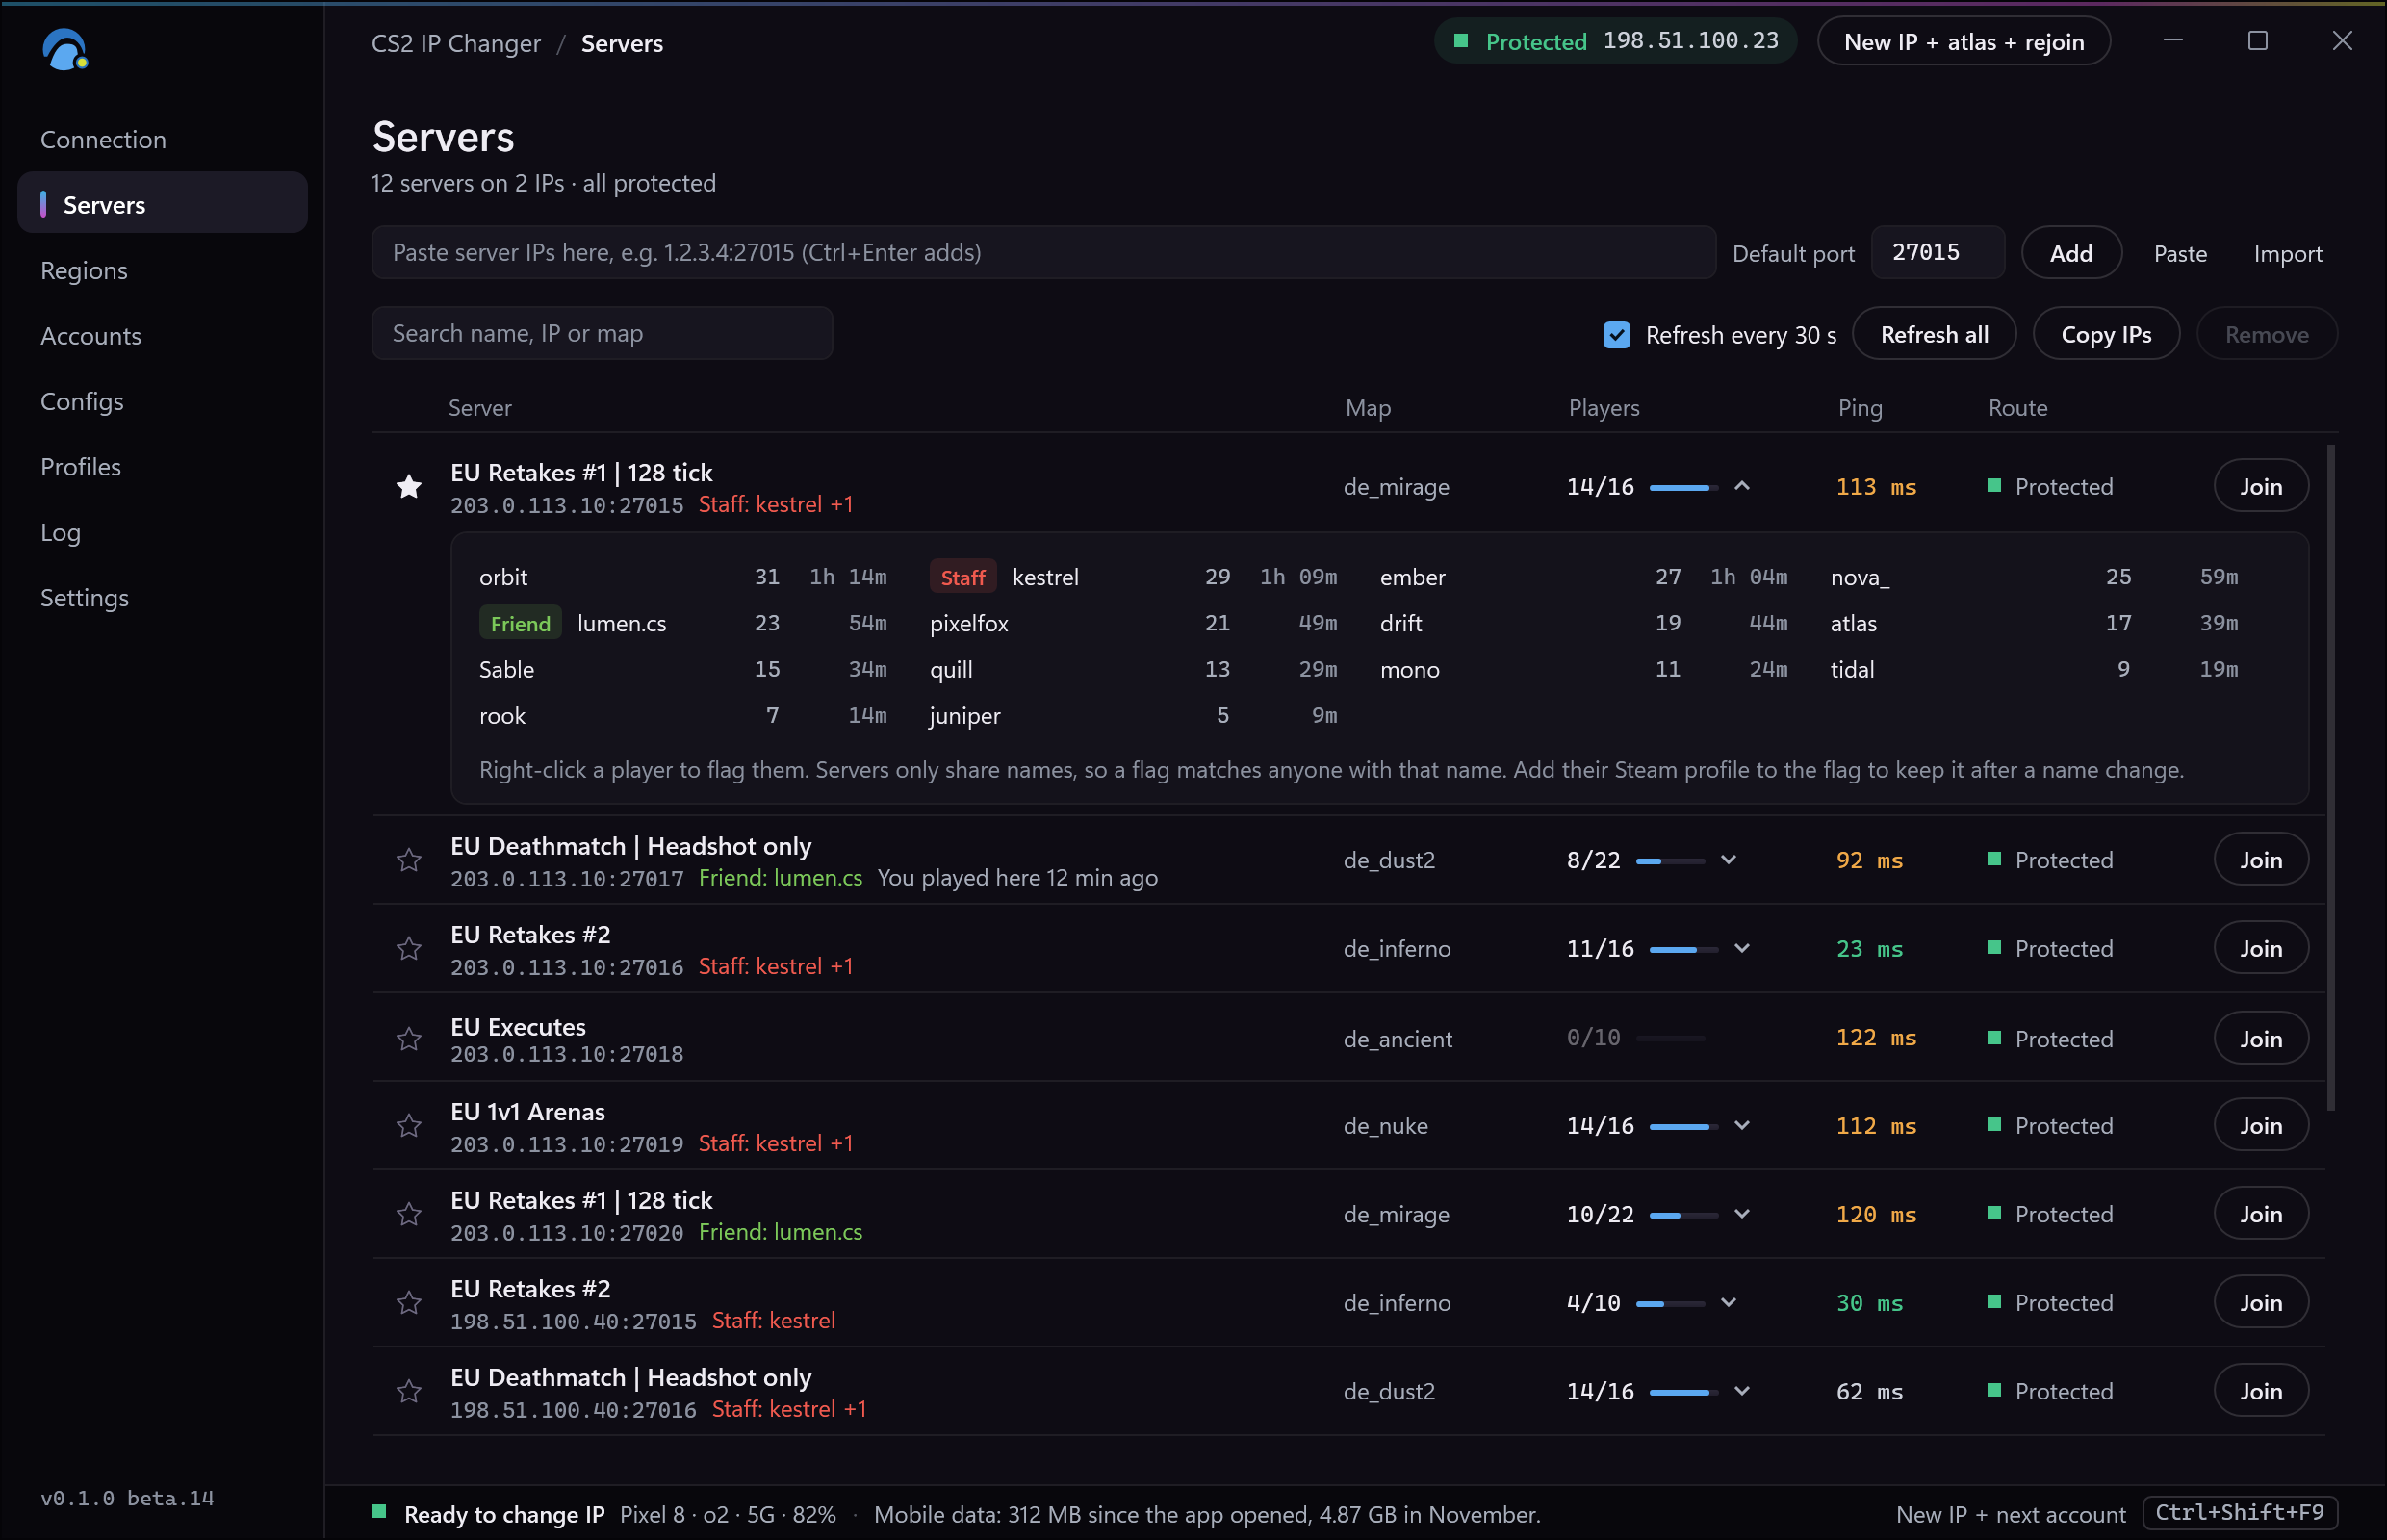 CS2 IP Changer / Servers
Protected 198.51.100.23
New IP + atlas + rejoin
Connection
Servers
Regions
Accounts
Configs
Profiles
Log
Settings
v0.1.0 beta.14
Servers
12 servers on 2 IPs · all protected
Paste server IPs here, e.g. 1.2.3.4:27015 (Ctrl+Enter adds)
Default port 27015 Add Paste Import
Search name, IP or map
Refresh every 30 s Refresh all Copy IPs Remove
Server Map Players Ping Route
EU Retakes #1 | 128 tick
203.0.113.10:27015 Staff: kestrel +1
de_mirage 14/16 113 ms Protected Join
orbit 31 1h 14m Staff kestrel 29 1h 09m ember 27 1h 04m nova_ 25 59m
Friend lumen.cs 23 54m pixelfox 21 49m drift 19 44m atlas 17 39m
Sable 15 34m quill 13 29m mono 11 24m tidal 9 19m
rook 7 14m juniper 5 9m
Right-click a player to flag them. Servers only share names, so a flag matches anyone with that name. Add their Steam profile to the flag to keep it after a name change.
EU Deathmatch | Headshot only
203.0.113.10:27017 Friend: lumen.cs You played here 12 min ago
de_dust2 8/22 92 ms Protected Join
EU Retakes #2
203.0.113.10:27016 Staff: kestrel +1
de_inferno 11/16 23 ms Protected Join
EU Executes
203.0.113.10:27018
de_ancient 0/10 122 ms Protected Join
EU 1v1 Arenas
203.0.113.10:27019 Staff: kestrel +1
de_nuke 14/16 112 ms Protected Join
EU Retakes #1 | 128 tick
203.0.113.10:27020 Friend: lumen.cs
de_mirage 10/22 120 ms Protected Join
EU Retakes #2
198.51.100.40:27015 Staff: kestrel
de_inferno 4/10 30 ms Protected Join
EU Deathmatch | Headshot only
198.51.100.40:27016 Staff: kestrel +1
de_dust2 14/16 62 ms Protected Join
Ready to change IP Pixel 8 · o2 · 5G · 82% · Mobile data: 312 MB since the app opened, 4.87 GB in November.
New IP + next account Ctrl+Shift+F9